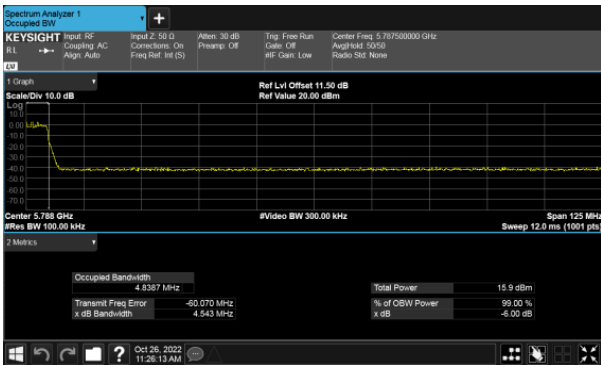 Spectrum Analyzer 1
Occupied BW
+
KEYSIGHT
RL
LXI
Input: RF
Coupling: AC
Align: Auto
Input Z: 50 Ω
Corrections: On
Freq Ref: Int (S)
Atten: 30 dB
Preamp: Off
Trig: Free Run
Gate: Off
#IF Gain: Low
Center Freq: 5.787500000 GHz
Avg|Hold: 50/50
Radio Std: None
1 Graph
Scale/Div 10.0 dB
Ref Lvl Offset 11.50 dB
Ref Value 20.00 dBm
Log
10.0
0.00
-10.0
-20.0
-30.0
-40.0
-50.0
-60.0
-70.0
Center 5.788 GHz
#Res BW 100.00 kHz
#Video BW 300.00 kHz
Span 125 MHz
Sweep 12.0 ms (1001 pts)
2 Metrics
Occupied Bandwidth
4.8387 MHz
Transmit Freq Error -60.070 MHz
x dB Bandwidth 4.543 MHz
Total Power 15.9 dBm
% of OBW Power 99.00 %
x dB -6.00 dB
?
Oct 26, 2022
11:26:13 AM